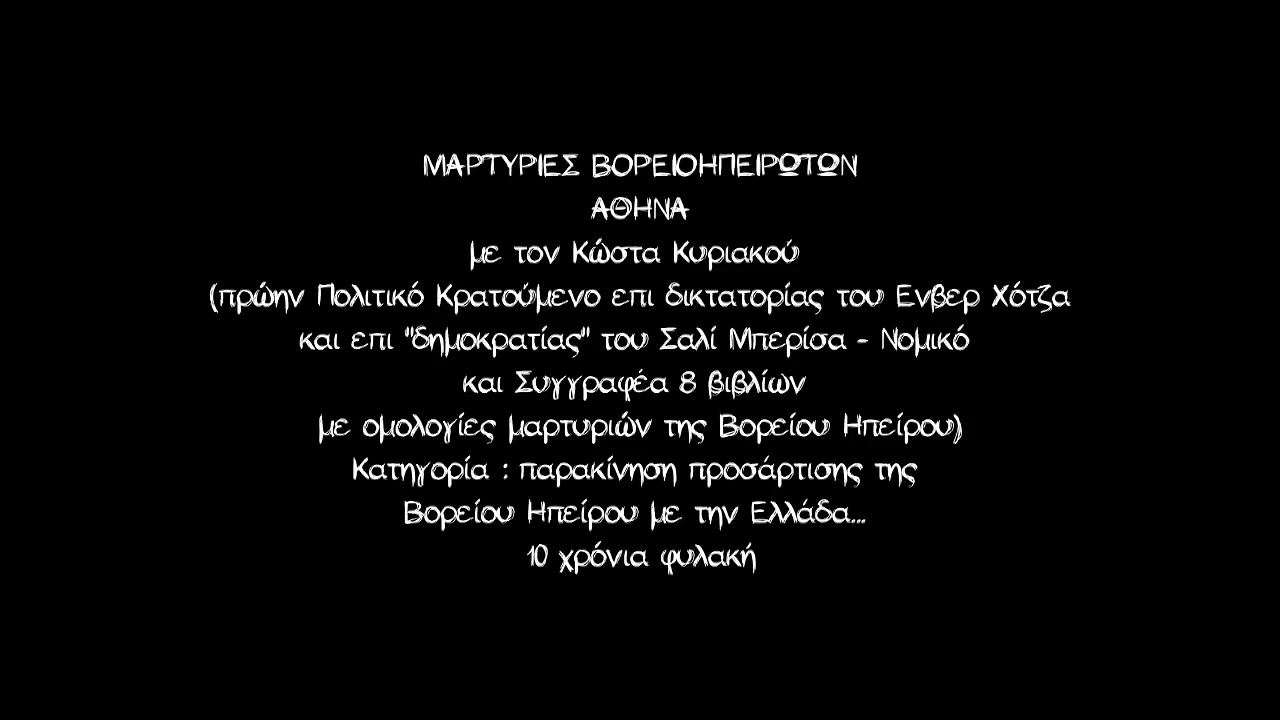 ΜΑΡΤΥΡΙΕΣ ΒΟΡΕΙΟΗΠΕΙΡΩΤΩΝ
ΑΘΗΝΑ
με τον Κώστα Κυριακού
(πρώην Πολιτικό Κρατούμενο επι δικτατορίας του Ενβερ Χότζα
και επι "δημοκρατίας" του Σαλί Μπερίσα - Νομικό
και Συγγραφέα 8 βιβλίων
με ομολογίες μαρτυριών της Βορείου Ηπείρου)
Κατηγορία : παρακίνηση προσάρτισης της
Βορείου Ηπείρου με την Ελλάδα...
10 χρόνια φυλακή